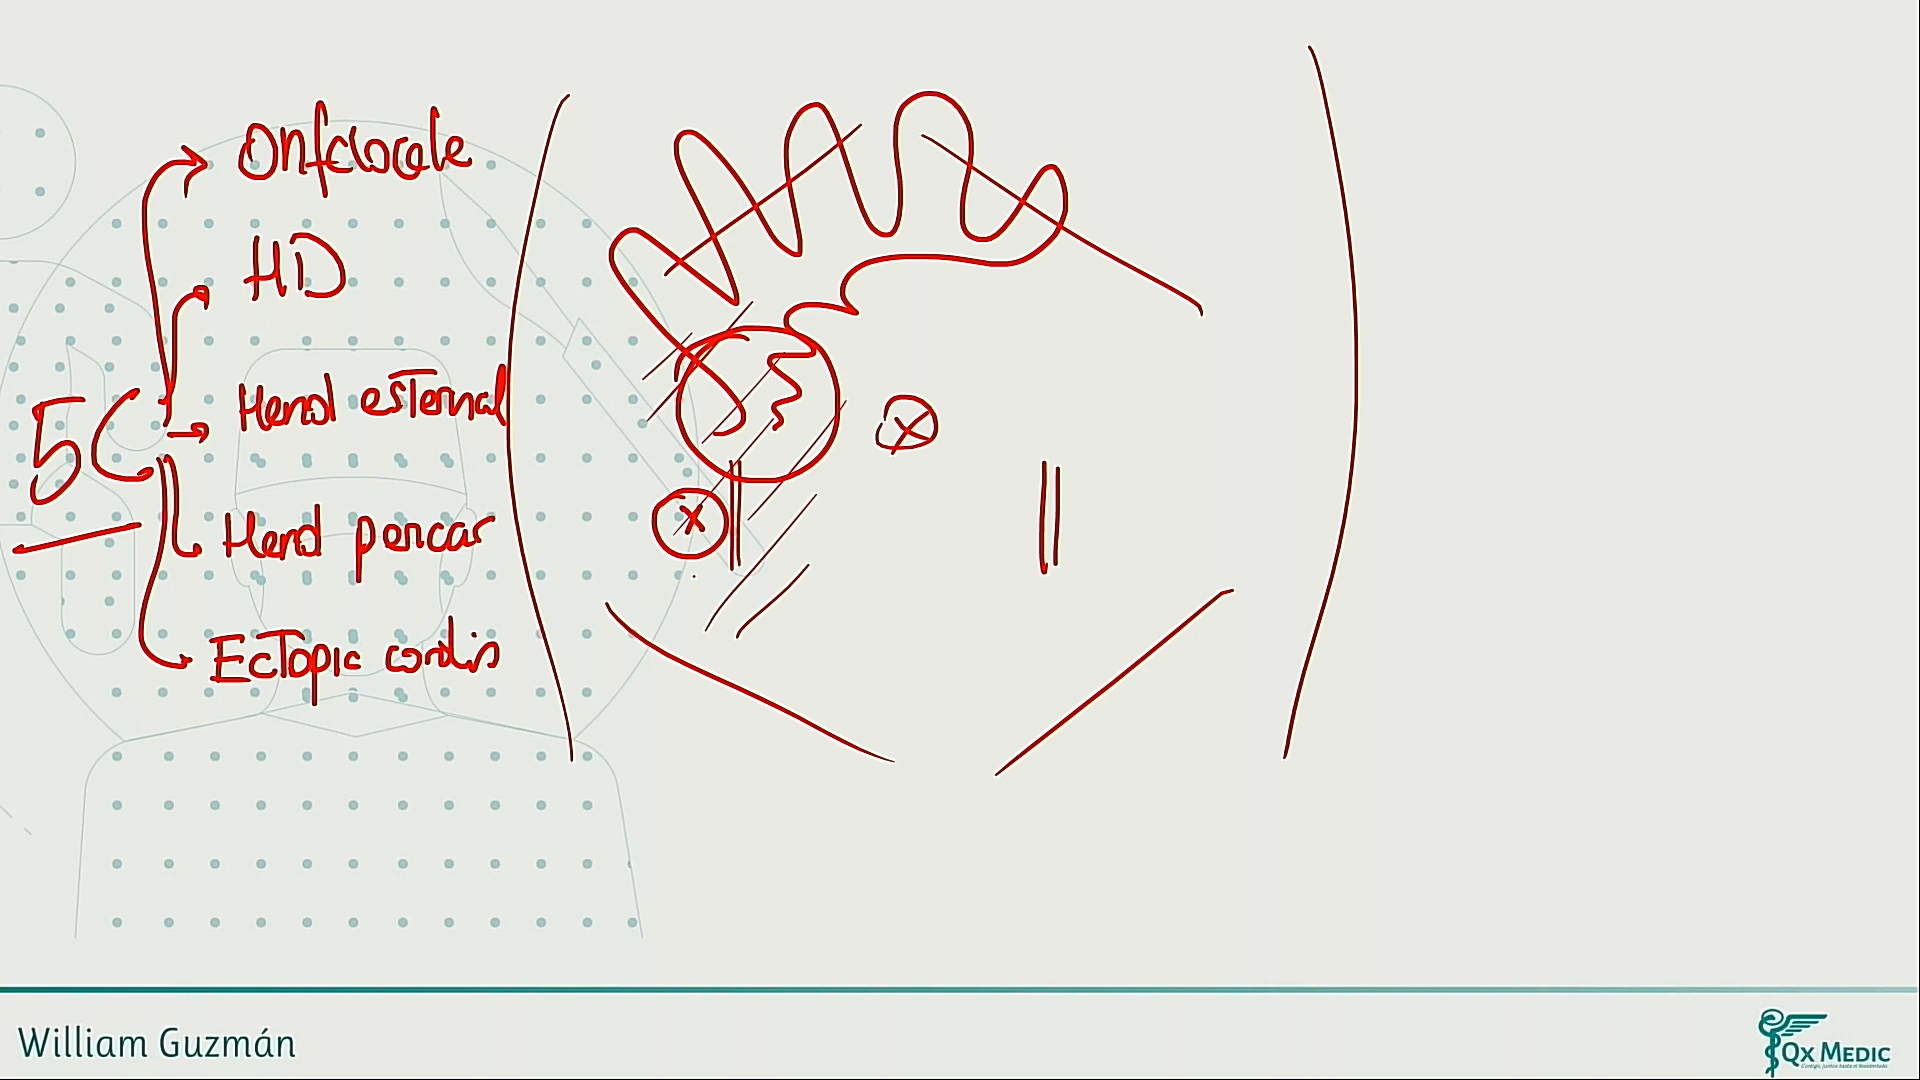 Onfclocele
HD
Hend esternal
5C
Hend pericar
Ectopic cordis
William Guzmán
QX MEDIC